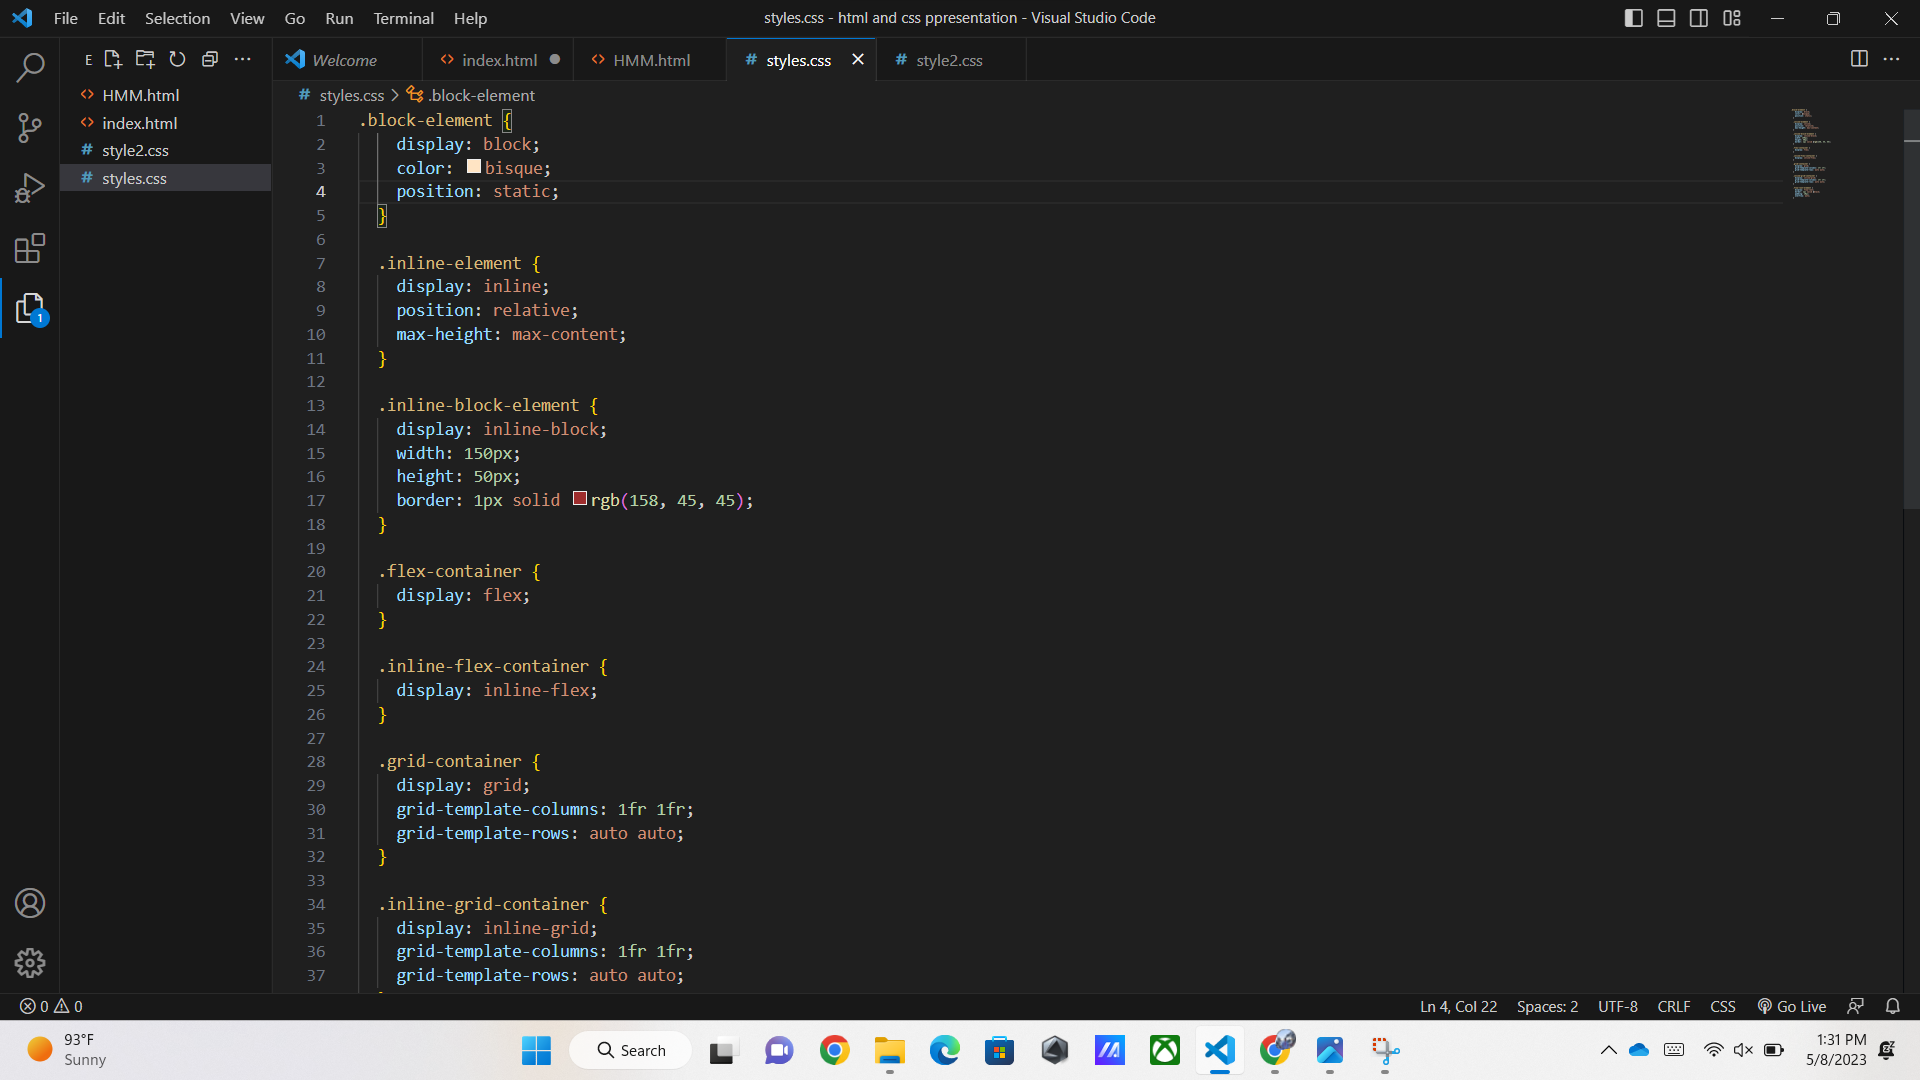 File Edit Selection View Go Run Terminal Help
styles.css - html and css ppresentation - Visual Studio Code
E
HMM.html
index.html
style2.css
styles.css
1
Welcome
index.html
HMM.html
# styles.css
# style2.css
# styles.css > .block-element
1 .block-element {
2 display: block;
3 color: bisque;
4 position: static;
5 }
6
7 .inline-element {
8 display: inline;
9 position: relative;
10 max-height: max-content;
11 }
12
13 .inline-block-element {
14 display: inline-block;
15 width: 150px;
16 height: 50px;
17 border: 1px solid rgb(158, 45, 45);
18 }
19
20 .flex-container {
21 display: flex;
22 }
23
24 .inline-flex-container {
25 display: inline-flex;
26 }
27
28 .grid-container {
29 display: grid;
30 grid-template-columns: 1fr 1fr;
31 grid-template-rows: auto auto;
32 }
33
34 .inline-grid-container {
35 display: inline-grid;
36 grid-template-columns: 1fr 1fr;
37 grid-template-rows: auto auto;
0 0
Ln 4, Col 22 Spaces: 2 UTF-8 CRLF CSS Go Live
93°F
Sunny
Search
1:31 PM
5/8/2023